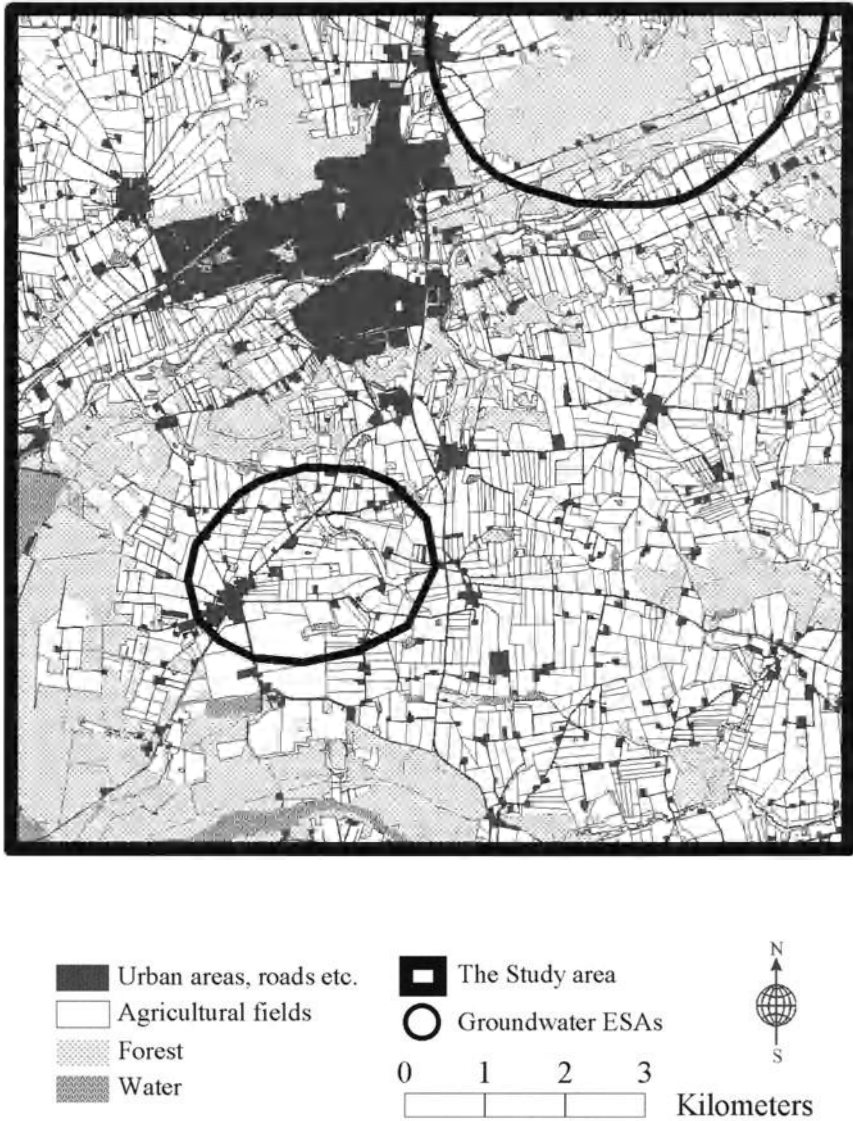 Urban areas, roads etc.
Agricultural fields
Forest
Water
The Study area
Groundwater ESAs
N
S
0 1 2 3
Kilometers